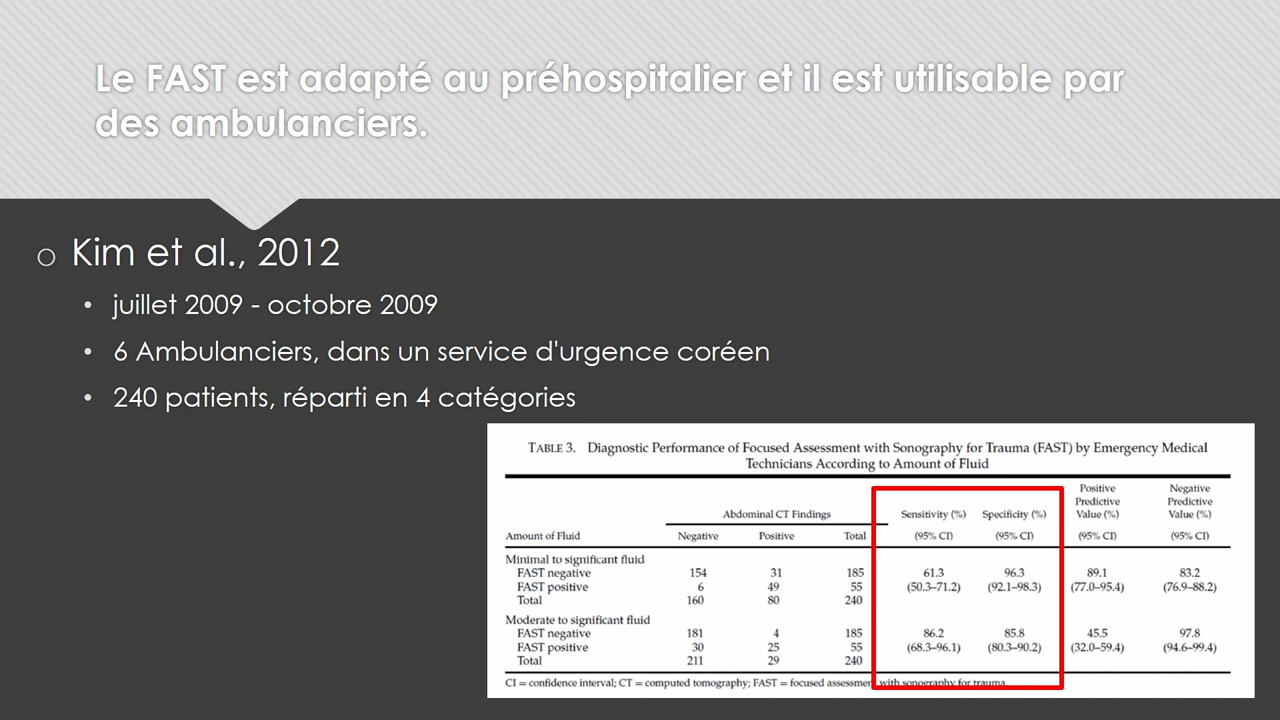 Le FAST est adapté au préhospitalier et il est utilisable par
des ambulanciers.
o Kim et al., 2012
• juillet 2009 - octobre 2009
• 6 Ambulanciers, dans un service d'urgence coréen
• 240 patients, réparti en 4 catégories
TABLE 3. Diagnostic Performance of Focused Assessment with Sonography for Trauma (FAST) by Emergency Medical
Technicians According to Amount of Fluid
Abdominal CT Findings Sensitivity (%) Specificity (%) Positive Predictive Value (%) Negative Predictive Value (%)
Amount of Fluid Negative Positive Total (95% CI) (95% CI) (95% CI) (95% CI)
Minimal to significant fluid
FAST negative 154 31 185 61.3 96.3 89.1 83.2
FAST positive 6 49 55 (50.3–71.2) (92.1–98.3) (77.0–95.4) (76.9–88.2)
Total 160 80 240
Moderate to significant fluid
FAST negative 181 4 185 86.2 85.8 45.5 97.8
FAST positive 30 25 55 (68.3–96.1) (80.3–90.2) (32.0–59.4) (94.6–99.4)
Total 211 29 240
CI = confidence interval; CT = computed tomography; FAST = focused assessment with sonography for trauma.